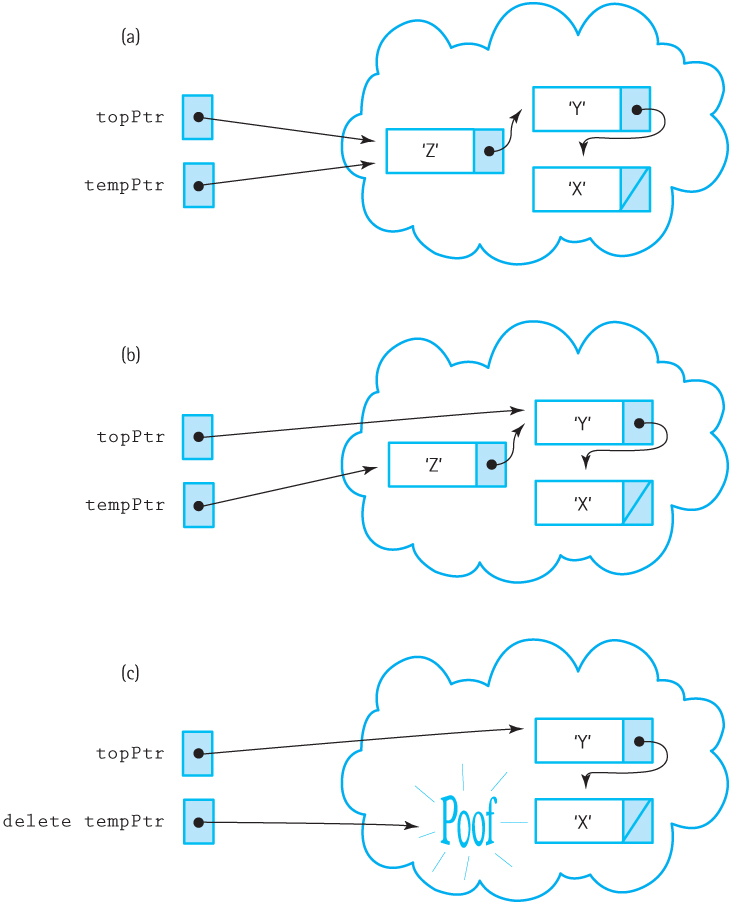 (a)
topPtr
tempPtr
'Z'
'Y'
'X'
(b)
topPtr
tempPtr
'Z'
'Y'
'X'
(c)
topPtr
delete tempPtr
Poof
'Y'
'X'